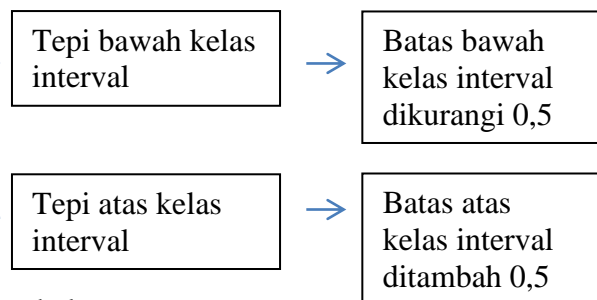 Tepi bawah kelas
interval
Batas bawah
kelas interval
dikurangi 0,5
Tepi atas kelas
interval
Batas atas
kelas interval
ditambah 0,5